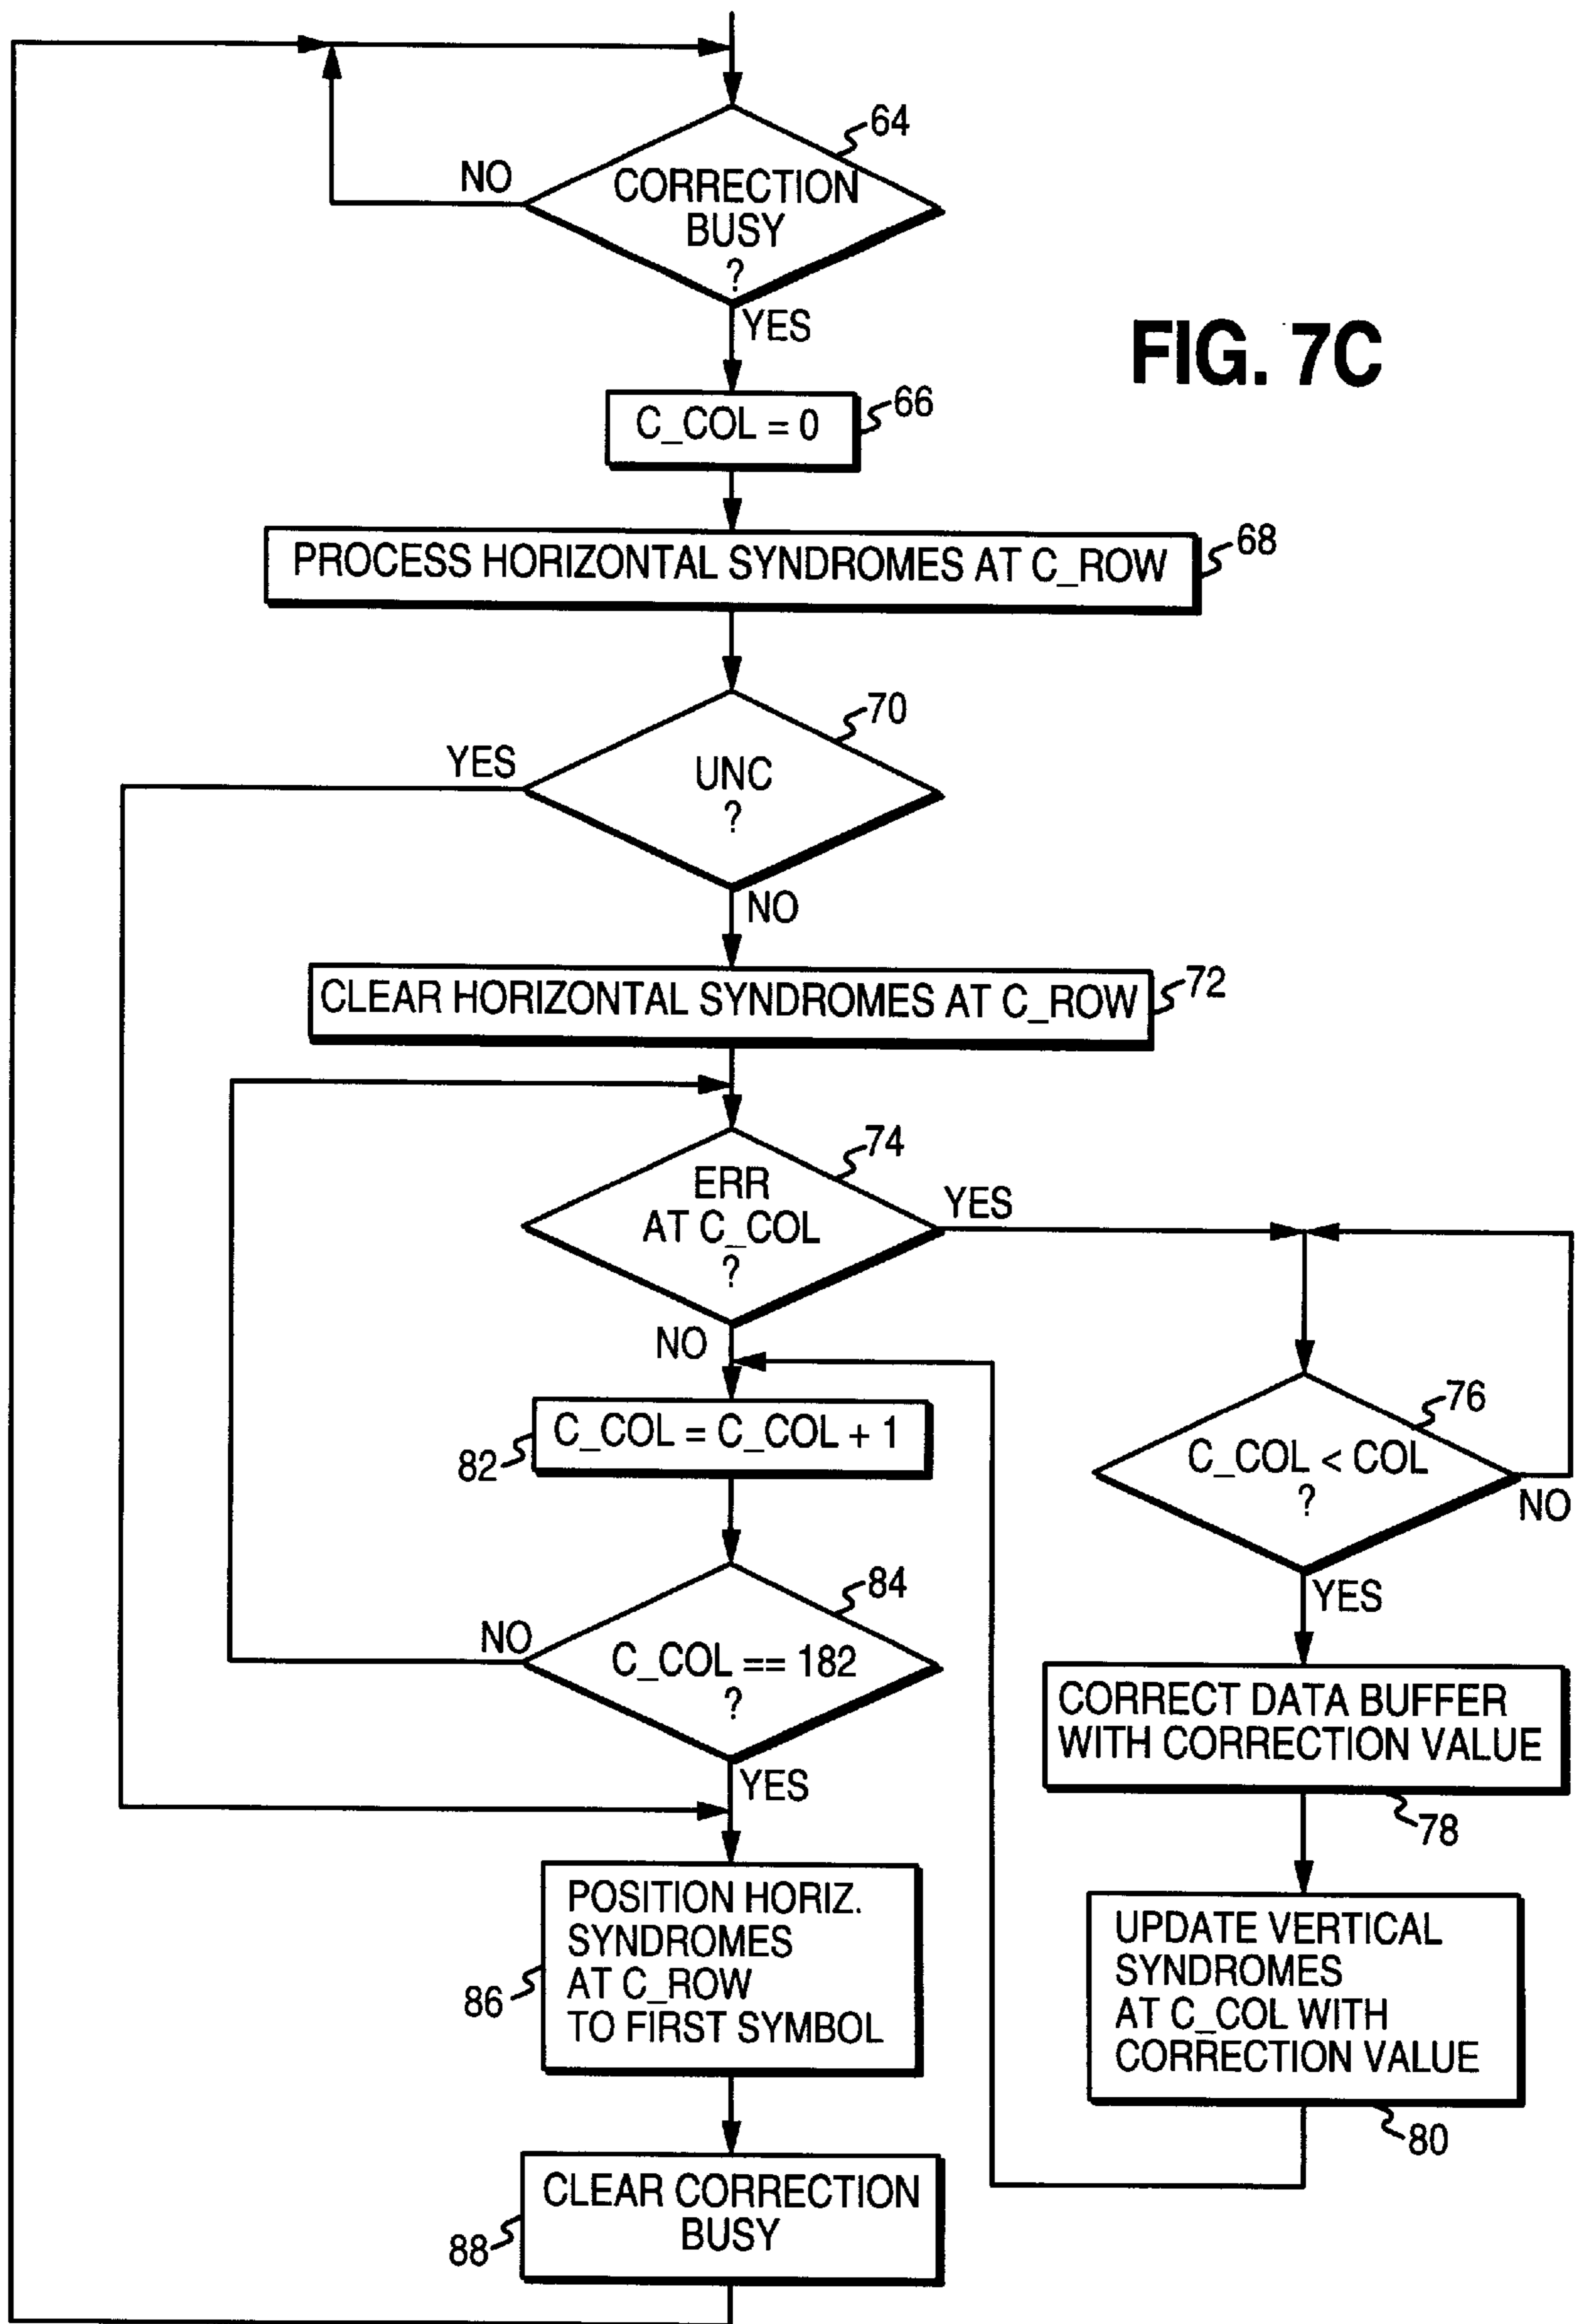 64
NO
CORRECTION
BUSY
?
YES
FIG. 7C
66
C_COL = 0
68
PROCESS HORIZONTAL SYNDROMES AT C_ROW
70
YES
UNC
?
NO
72
CLEAR HORIZONTAL SYNDROMES AT C_ROW
74
ERR
AT C_COL
?
YES
NO
76
C_COL < COL
?
NO
YES
82
C_COL = C_COL + 1
84
NO
C_COL == 182
?
YES
CORRECT DATA BUFFER
WITH CORRECTION VALUE
78
UPDATE VERTICAL
SYNDROMES
AT C_COL WITH
CORRECTION VALUE
80
POSITION HORIZ.
SYNDROMES
AT C_ROW
TO FIRST SYMBOL
86
CLEAR CORRECTION
BUSY
88